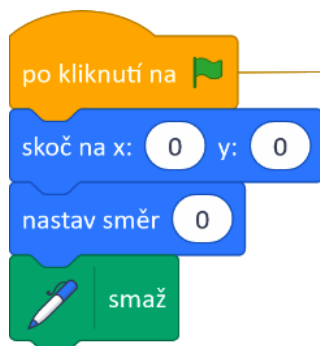 po kliknutí na
skoč na x: 0 y: 0
nastav směr 0
smaž